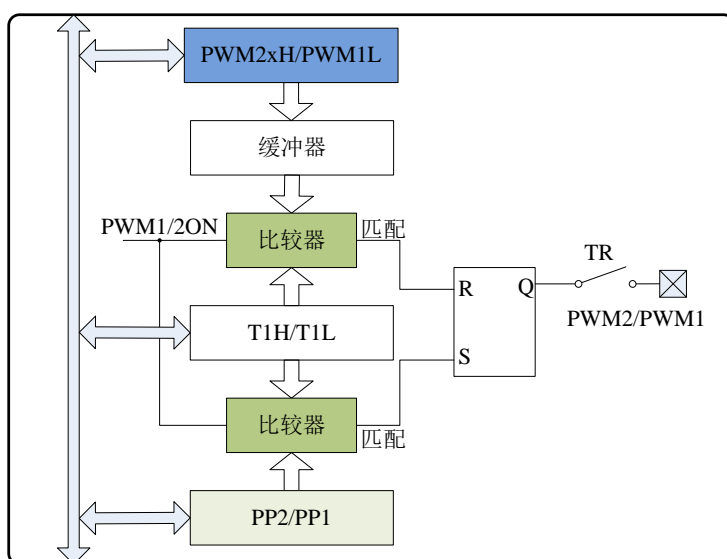 PWM2xH/PWM1L
缓冲器
PWM1/2ON
比较器
匹配
TR
R
Q
T1H/T1L
PWM2/PWM1
S
比较器
匹配
PP2/PP1